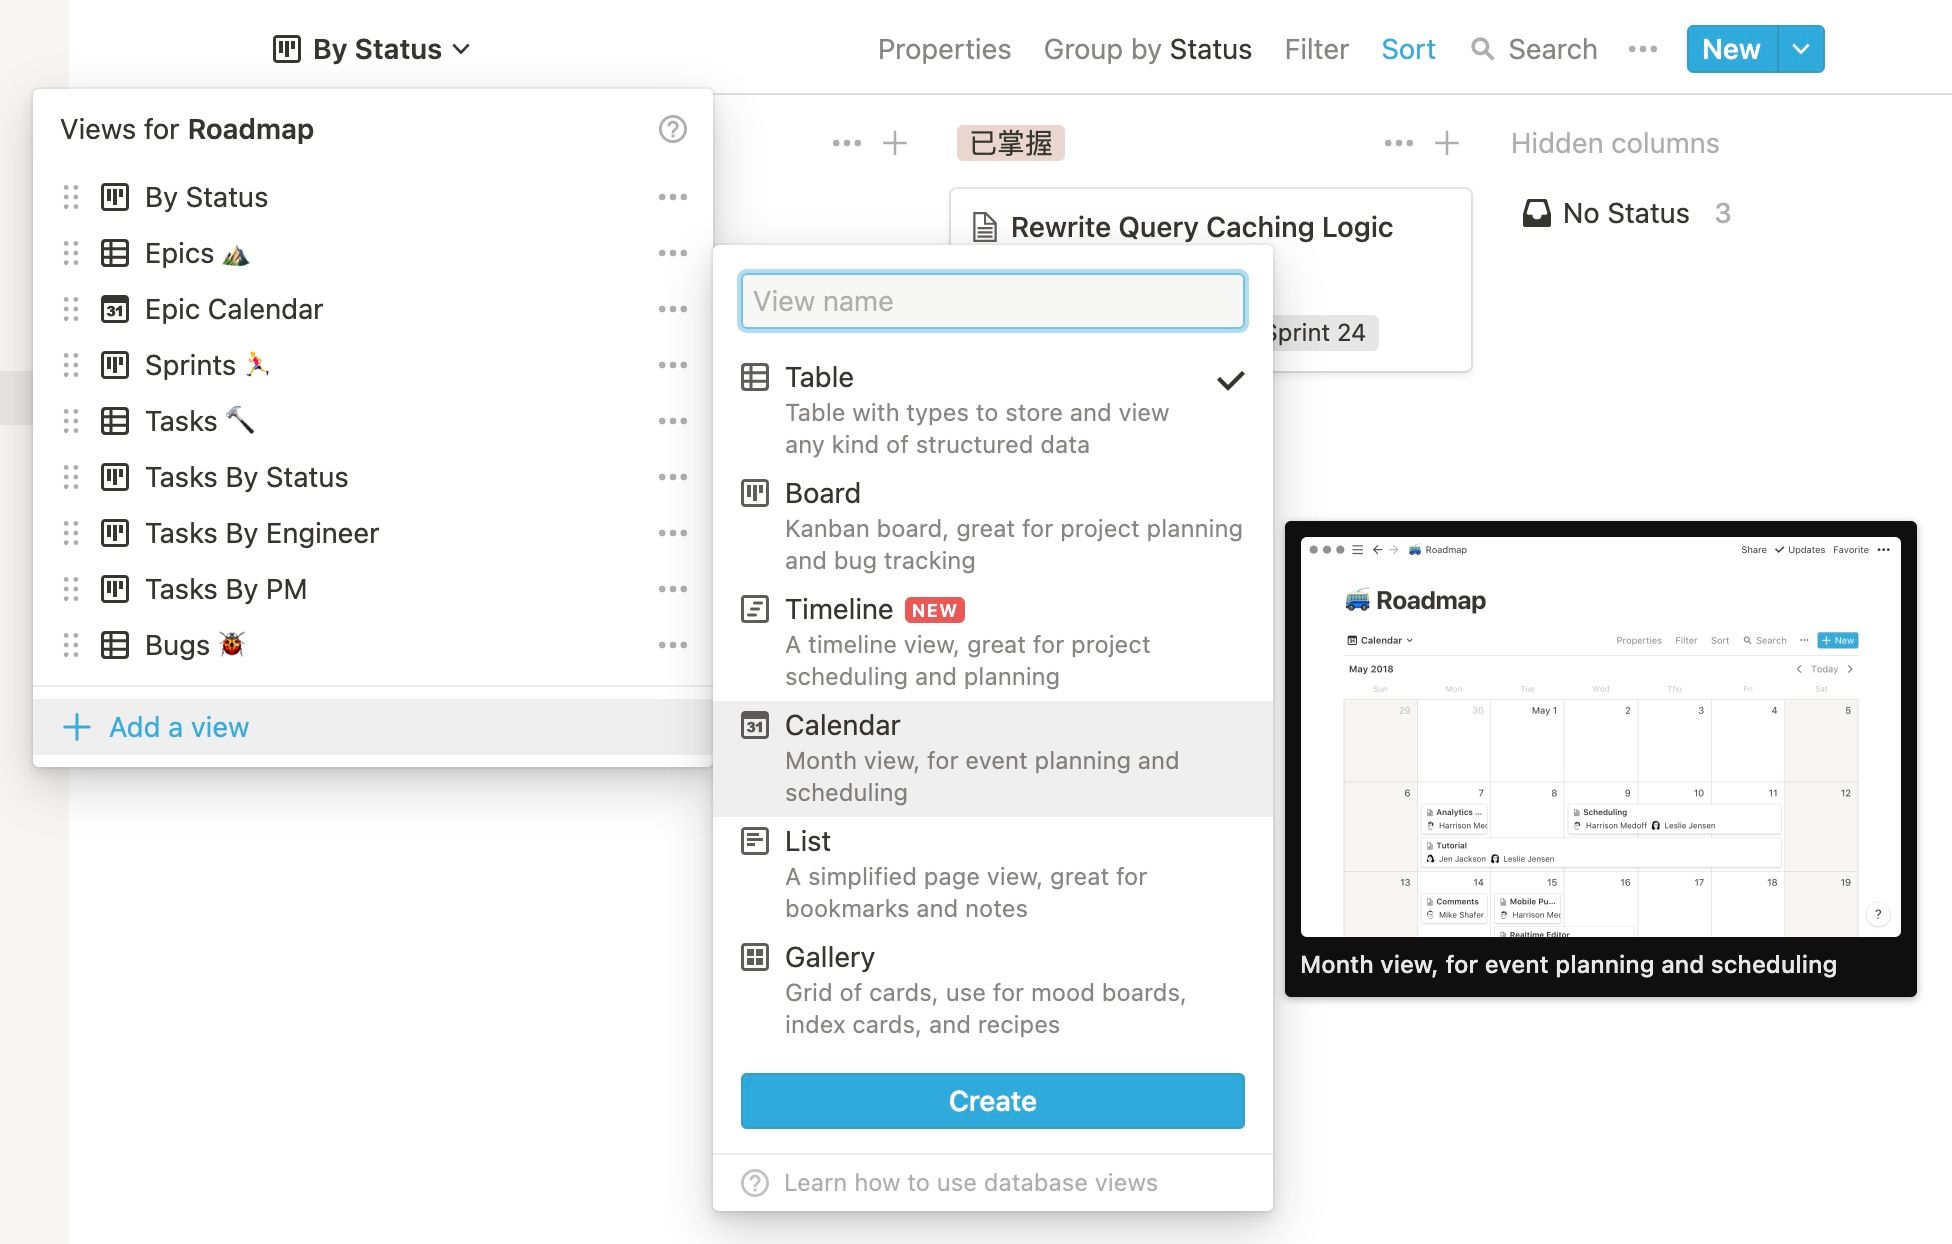 By Status
Properties Group by Status Filter Sort Search New
Views for Roadmap
By Status
Epics
31 Epic Calendar
Sprints
Tasks
Tasks By Status
Tasks By Engineer
Tasks By PM
Bugs
Add a view
已掌握
Hidden columns
Rewrite Query Caching Logic
Sprint 24
No Status 3
View name
Table
Table with types to store and view
any kind of structured data
Board
Kanban board, great for project planning
and bug tracking
Timeline NEW
A timeline view, great for project
scheduling and planning
31 Calendar
Month view, for event planning and
scheduling
List
A simplified page view, great for
bookmarks and notes
Gallery
Grid of cards, use for mood boards,
index cards, and recipes
Create
Learn how to use database views
Roadmap Share Updates Favorite
Roadmap
Calendar Properties Filter Sort Search New
May 2018 Today
Sun Mon Tue Wed Thu Fri Sat
29 30 May 1 2 3 4 5
6 7 8 9 10 11 12
Analytics ... Scheduling
Harrison Med Harrison Medoff Leslie Jensen
Tutorial
Jen Jackson Leslie Jensen
13 14 15 16 17 18 19
Comments Mobile Pu...
Mike Shafer Harrison Med
Realtime Editor
?
Month view, for event planning and scheduling